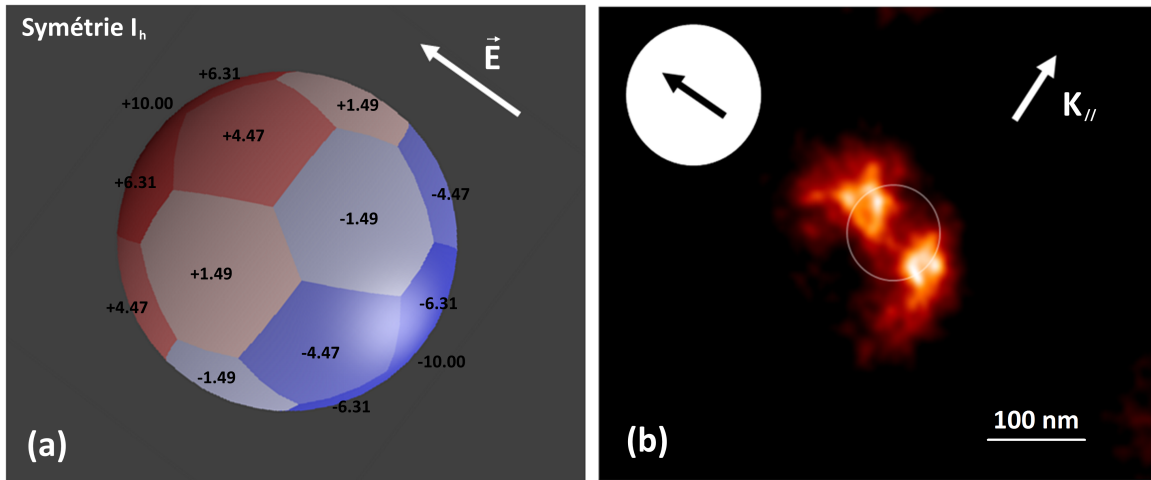 Symétrie Ih
E
+6.31
+10.00
+1.49
+4.47
+6.31
-4.47
-1.49
+1.49
+4.47
-6.31
-4.47
-10.00
-1.49
-6.31
(a)
K//
100 nm
(b)